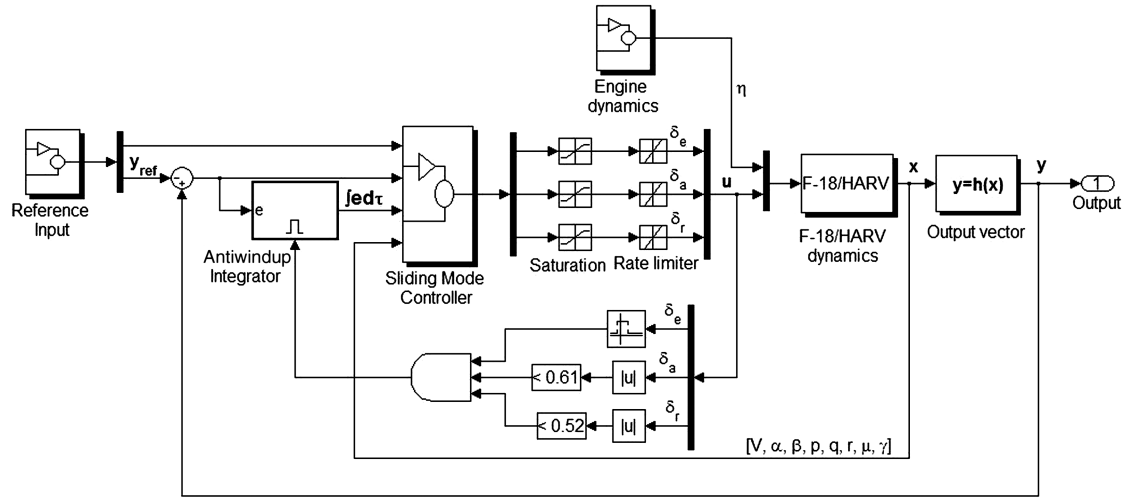 Engine
dynamics
η
Reference
Input
y_ref
+
-
e
Antiwindup
Integrator
∫edτ
Sliding Mode
Controller
Saturation
Rate limiter
δ_e
δ_a
δ_r
u
F-18/HARV
F-18/HARV
dynamics
x
y=h(x)
Output vector
y
1
Output
δ_e
δ_a
|u|
< 0.61
δ_r
|u|
< 0.52
[V, α, β, p, q, r, μ, γ]